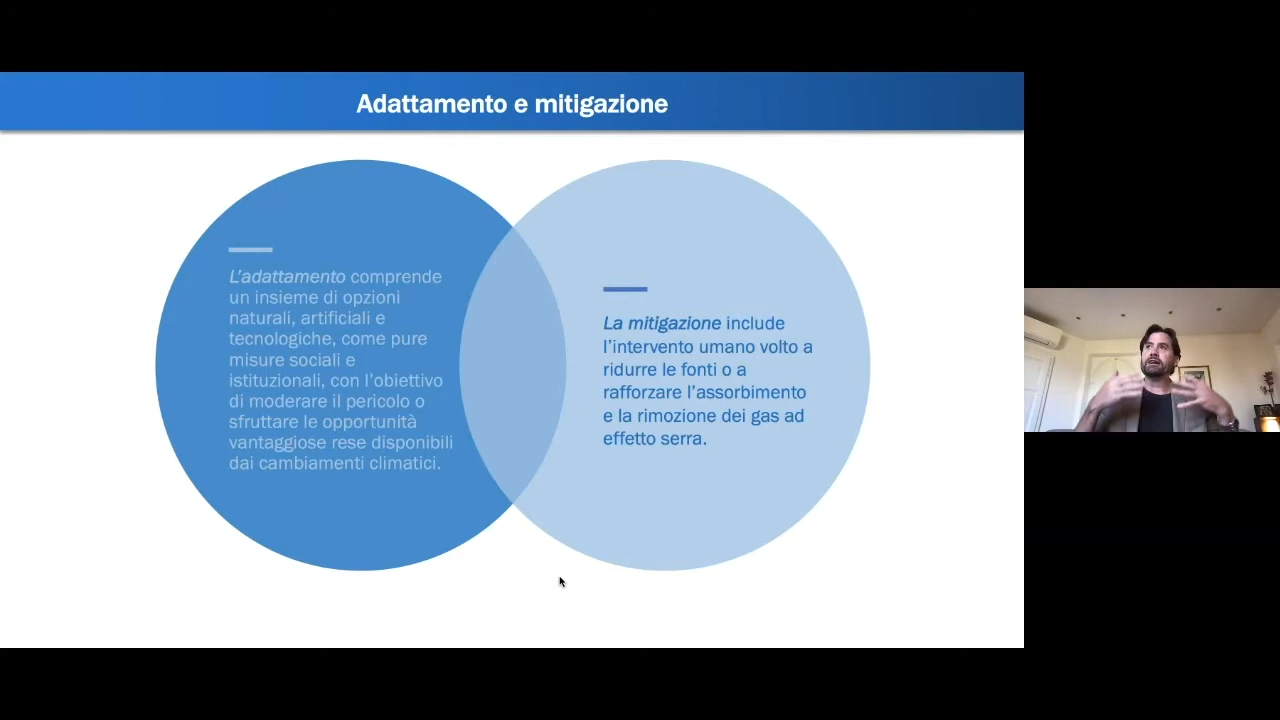 Adattamento e mitigazione
L'adattamento comprende
un insieme di opzioni
naturali, artificiali e
tecnologiche, come pure
misure sociali e
istituzionali, con l'obiettivo
di moderare il pericolo o
sfruttare le opportunità
vantaggiose rese disponibili
dai cambiamenti climatici.
La mitigazione include
l'intervento umano volto a
ridurre le fonti o a
rafforzare l'assorbimento
e la rimozione dei gas ad
effetto serra.